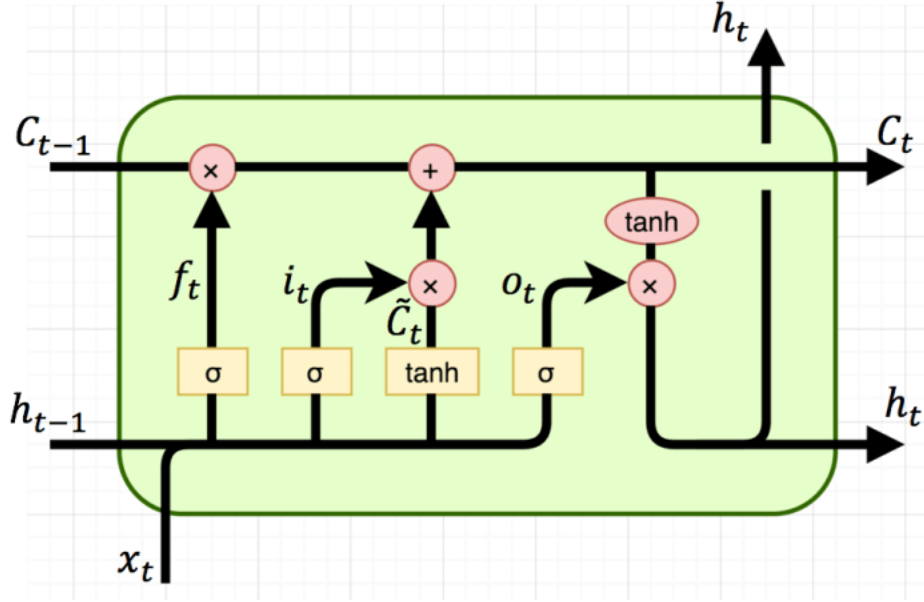 h_t
C_{t-1}
×
+
C_t
tanh
f_t
i_t
×
o_t
×
C̃_t
σ
σ
tanh
σ
h_{t-1}
h_t
x_t